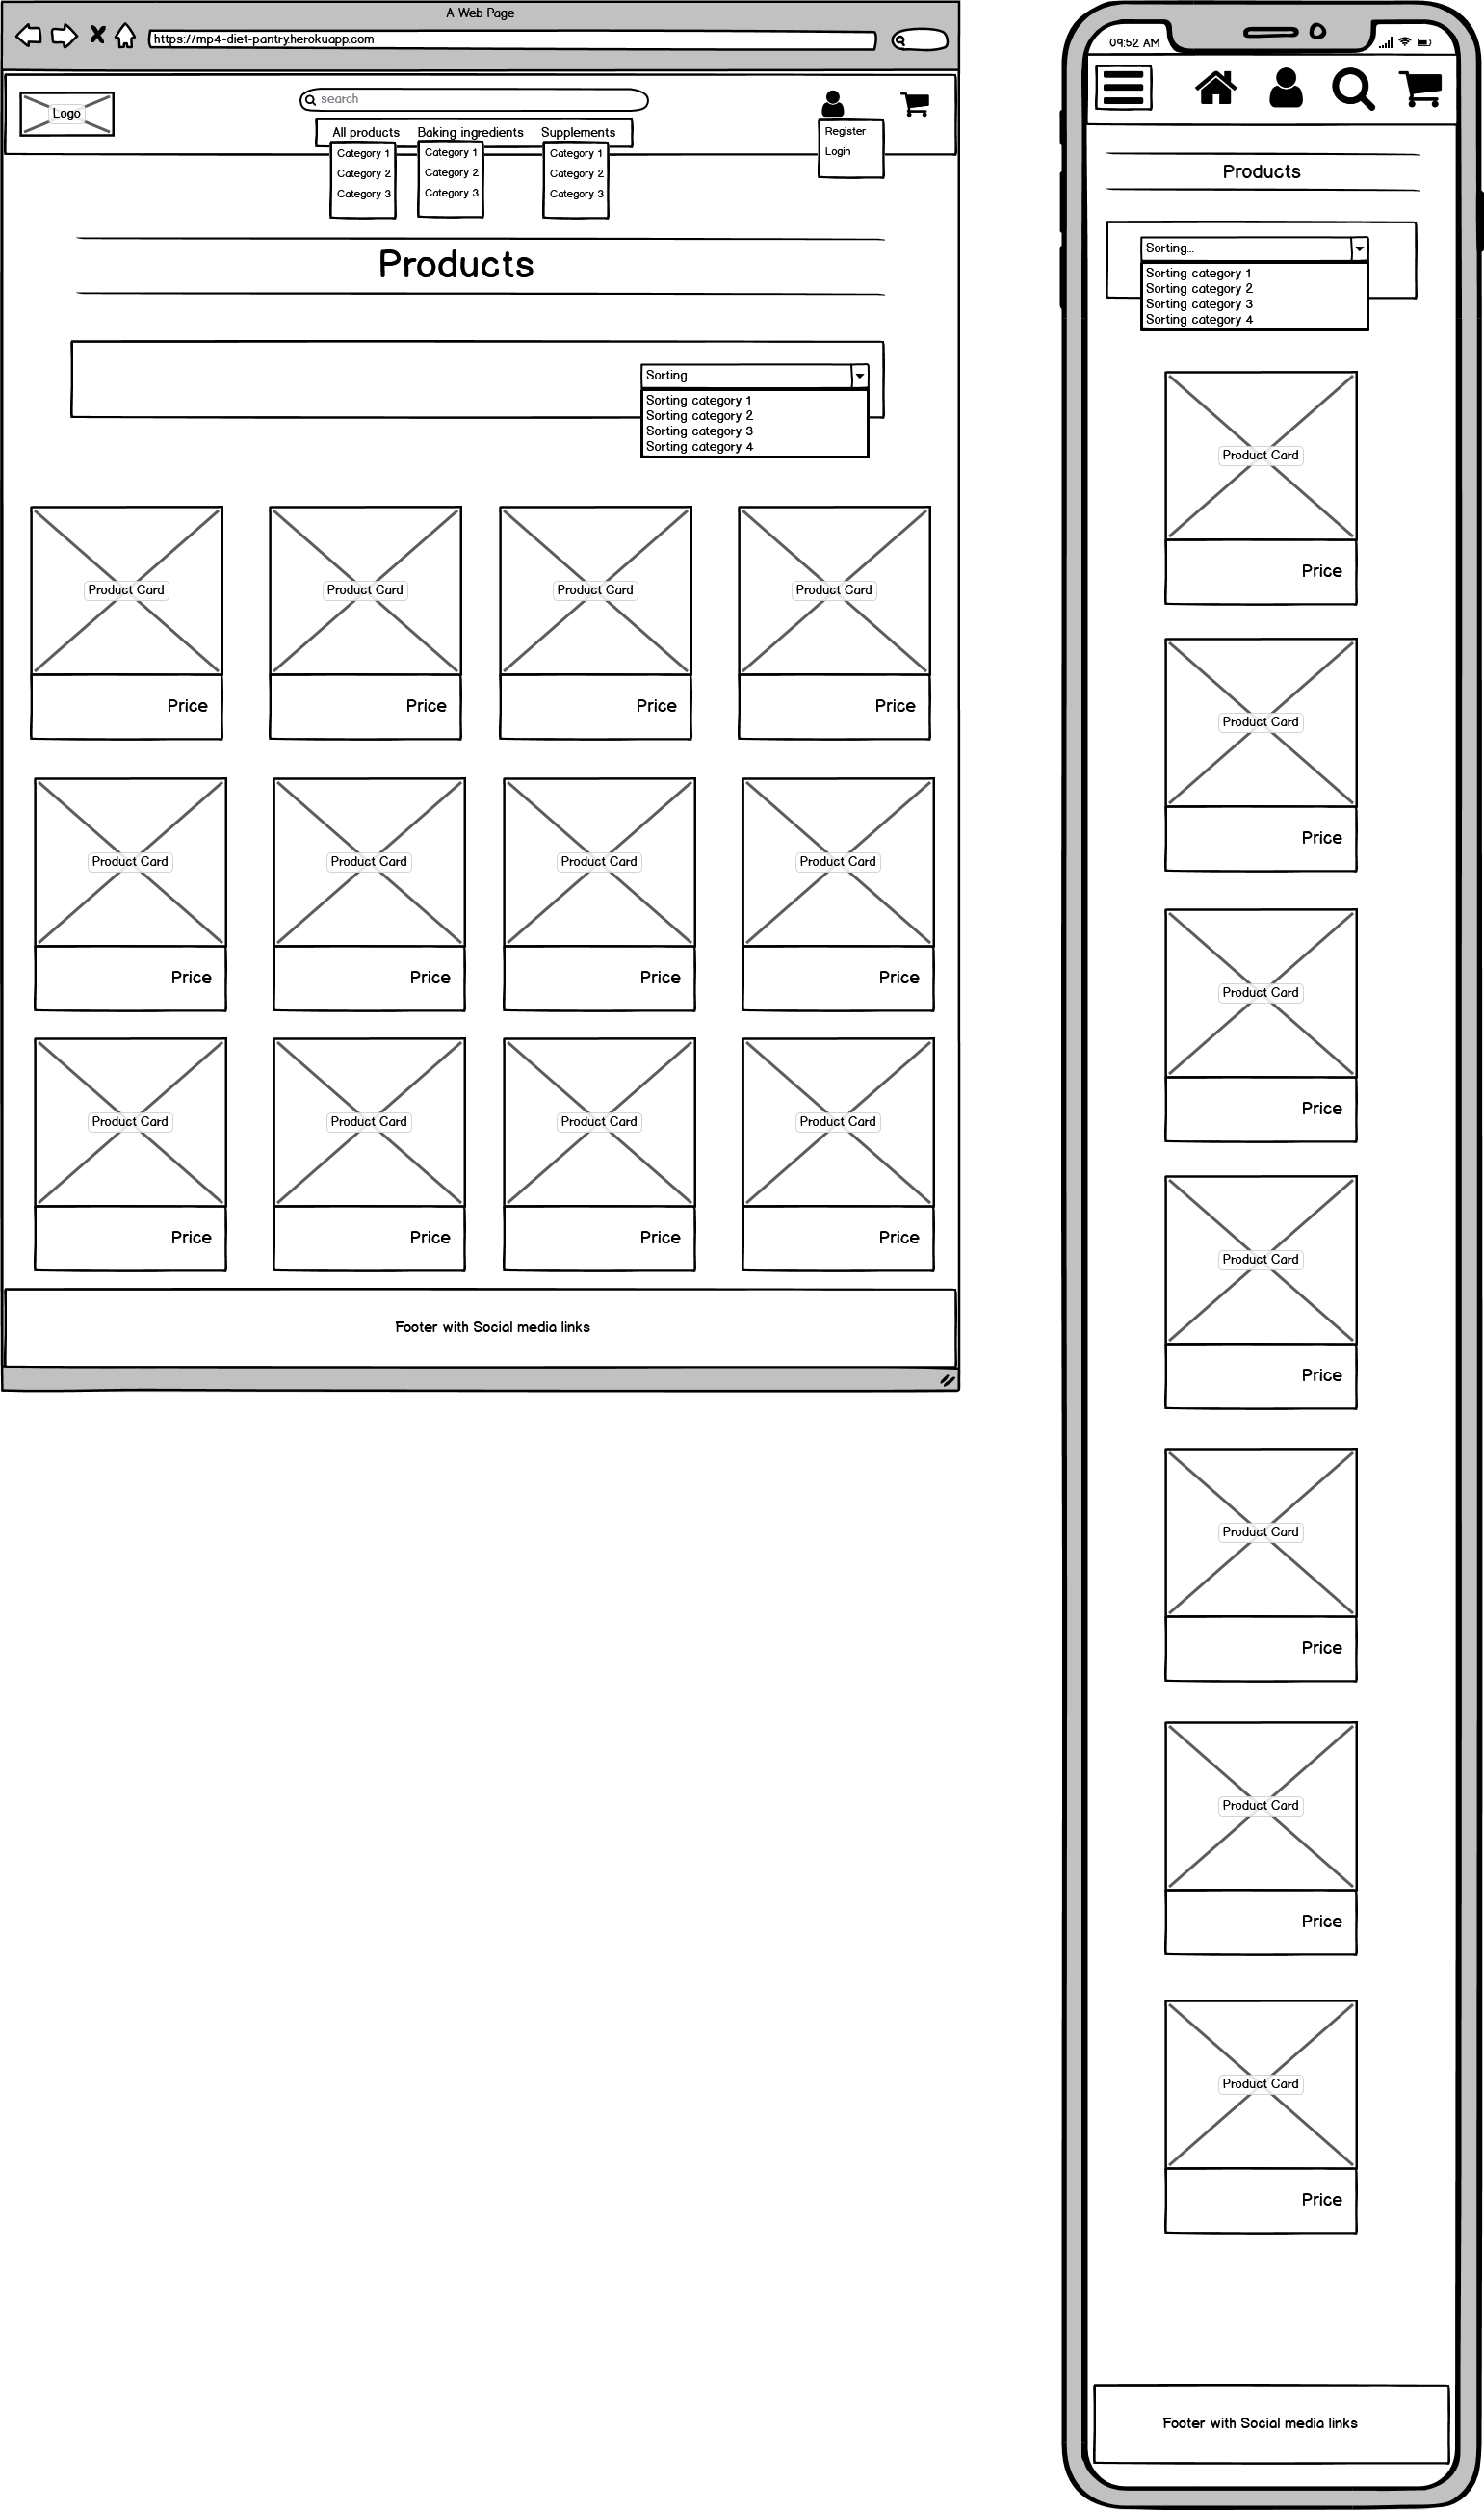 A Web Page
https://mp4-diet-pantry.herokuapp.com
Logo
search
All products Baking ingredients Supplements
Category 1 Category 1 Category 1
Category 2 Category 2 Category 2
Category 3 Category 3 Category 3
Register
Login
Products
Sorting...
Sorting category 1
Sorting category 2
Sorting category 3
Sorting category 4
Product Card Product Card Product Card Product Card
Price Price Price Price
Product Card Product Card Product Card Product Card
Price Price Price Price
Product Card Product Card Product Card Product Card
Price Price Price Price
Footer with Social media links
09:52 AM
Products
Sorting...
Sorting category 1
Sorting category 2
Sorting category 3
Sorting category 4
Product Card
Price
Product Card
Price
Product Card
Price
Product Card
Price
Product Card
Price
Product Card
Price
Product Card
Price
Footer with Social media links